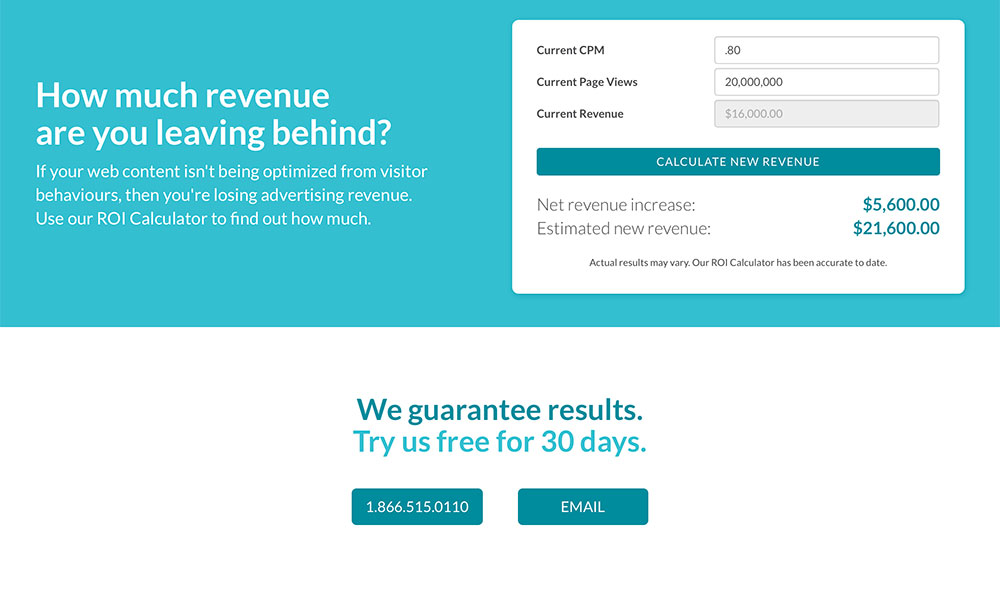 How much revenue
are you leaving behind?
If your web content isn't being optimized from visitor
behaviours, then you're losing advertising revenue.
Use our ROI Calculator to find out how much.
Current CPM .80
Current Page Views 20,000,000
Current Revenue $16,000.00
CALCULATE NEW REVENUE
Net revenue increase: $5,600.00
Estimated new revenue: $21,600.00
Actual results may vary. Our ROI Calculator has been accurate to date.
We guarantee results.
Try us free for 30 days.
1.866.515.0110 EMAIL